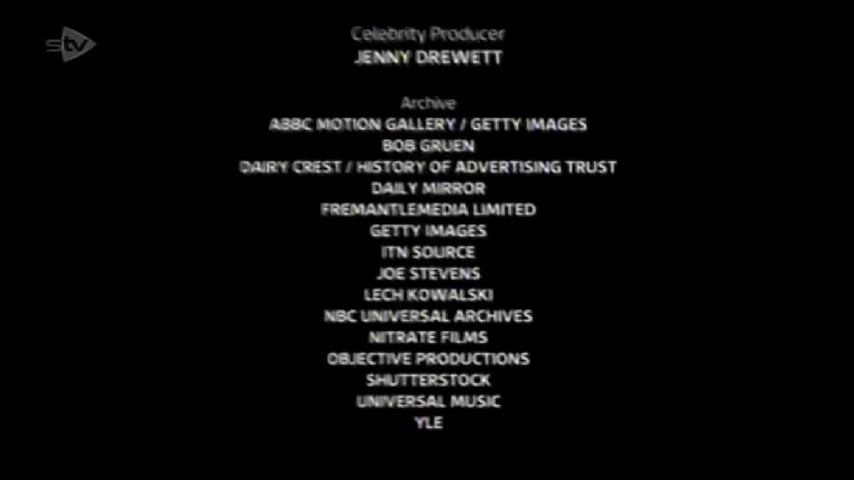 stv
Celebrity Producer
JENNY DREWETT
Archive
ABBC MOTION GALLERY / GETTY IMAGES
BOB GRUEN
DAIRY CREST / HISTORY OF ADVERTISING TRUST
DAILY MIRROR
FREMANTLEMEDIA LIMITED
GETTY IMAGES
ITN SOURCE
JOE STEVENS
LECH KOWALSKI
NBC UNIVERSAL ARCHIVES
NITRATE FILMS
OBJECTIVE PRODUCTIONS
SHUTTERSTOCK
UNIVERSAL MUSIC
YLE